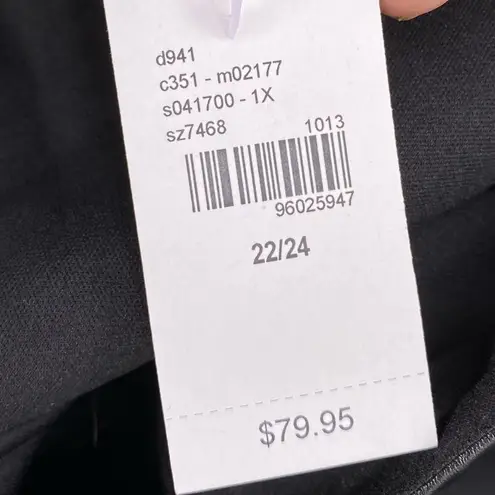 d941
c351 - m02177
s041700 - 1X
sz7468 1013
96025947
22/24
$79.95